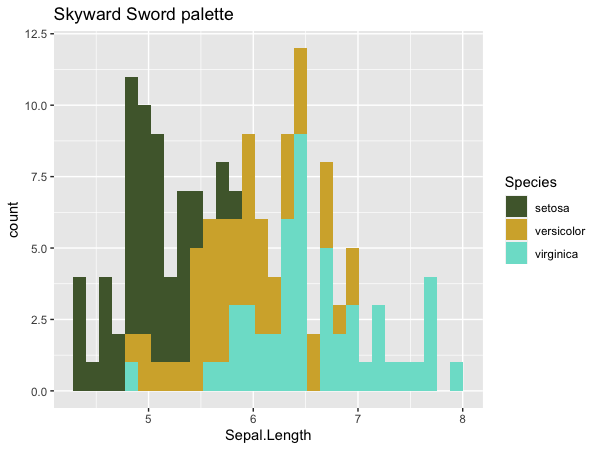 Skyward Sword palette
12.5
10.0
7.5
5.0
2.5
0.0
count
5 6 7 8
Sepal.Length
Species
setosa
versicolor
virginica